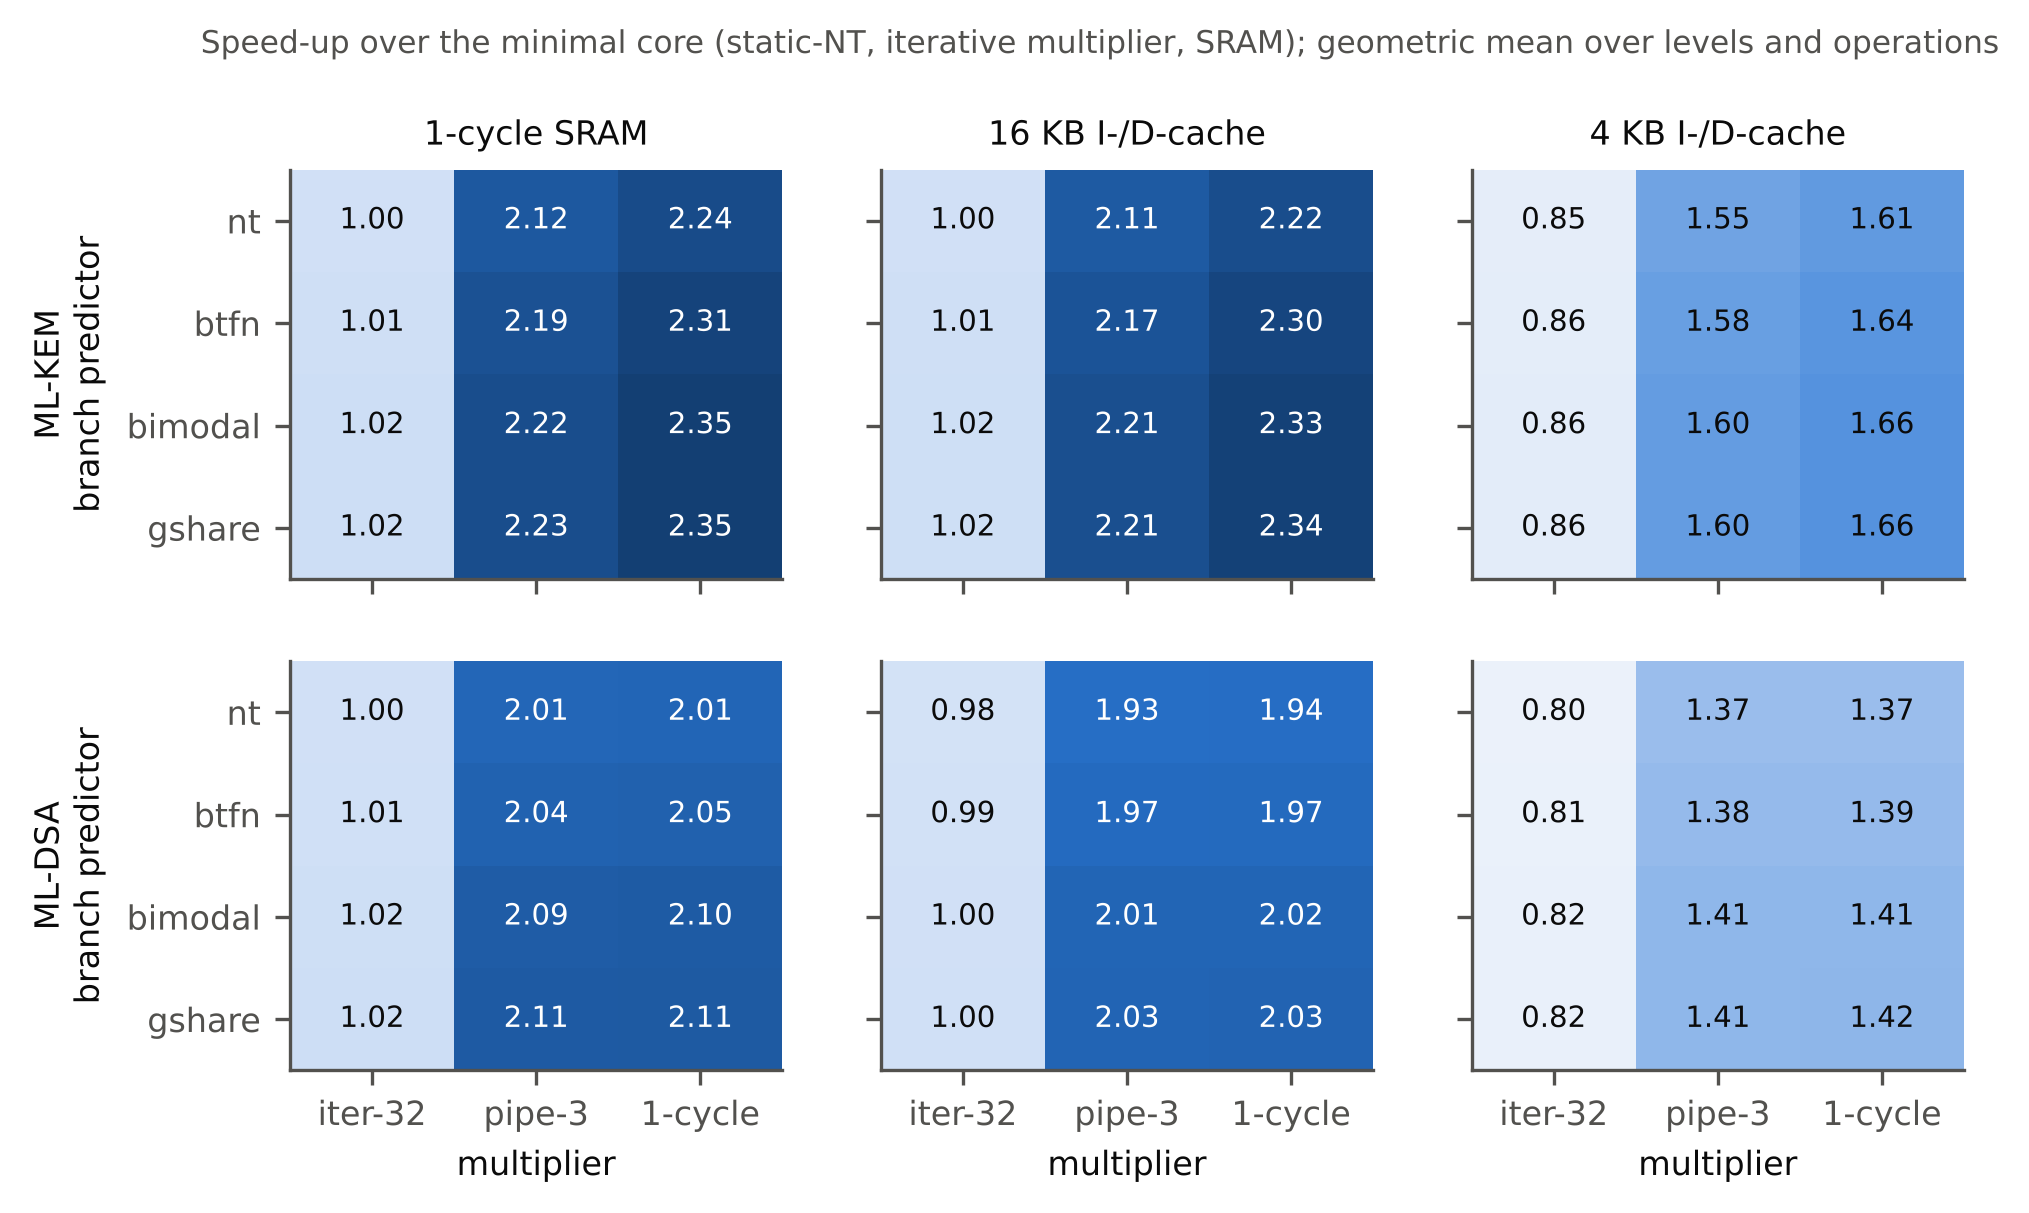 Speed-up over the minimal core (static-NT, iterative multiplier, SRAM); geometric mean over levels and operations
1-cycle SRAM 16 KB I-/D-cache 4 KB I-/D-cache
ML-KEM
branch predictor
nt 1.00 2.12 2.24 1.00 2.11 2.22 0.85 1.55 1.61
btfn 1.01 2.19 2.31 1.01 2.17 2.30 0.86 1.58 1.64
bimodal 1.02 2.22 2.35 1.02 2.21 2.33 0.86 1.60 1.66
gshare 1.02 2.23 2.35 1.02 2.21 2.34 0.86 1.60 1.66
ML-DSA
branch predictor
nt 1.00 2.01 2.01 0.98 1.93 1.94 0.80 1.37 1.37
btfn 1.01 2.04 2.05 0.99 1.97 1.97 0.81 1.38 1.39
bimodal 1.02 2.09 2.10 1.00 2.01 2.02 0.82 1.41 1.41
gshare 1.02 2.11 2.11 1.00 2.03 2.03 0.82 1.41 1.42
iter-32 pipe-3 1-cycle iter-32 pipe-3 1-cycle iter-32 pipe-3 1-cycle
multiplier multiplier multiplier